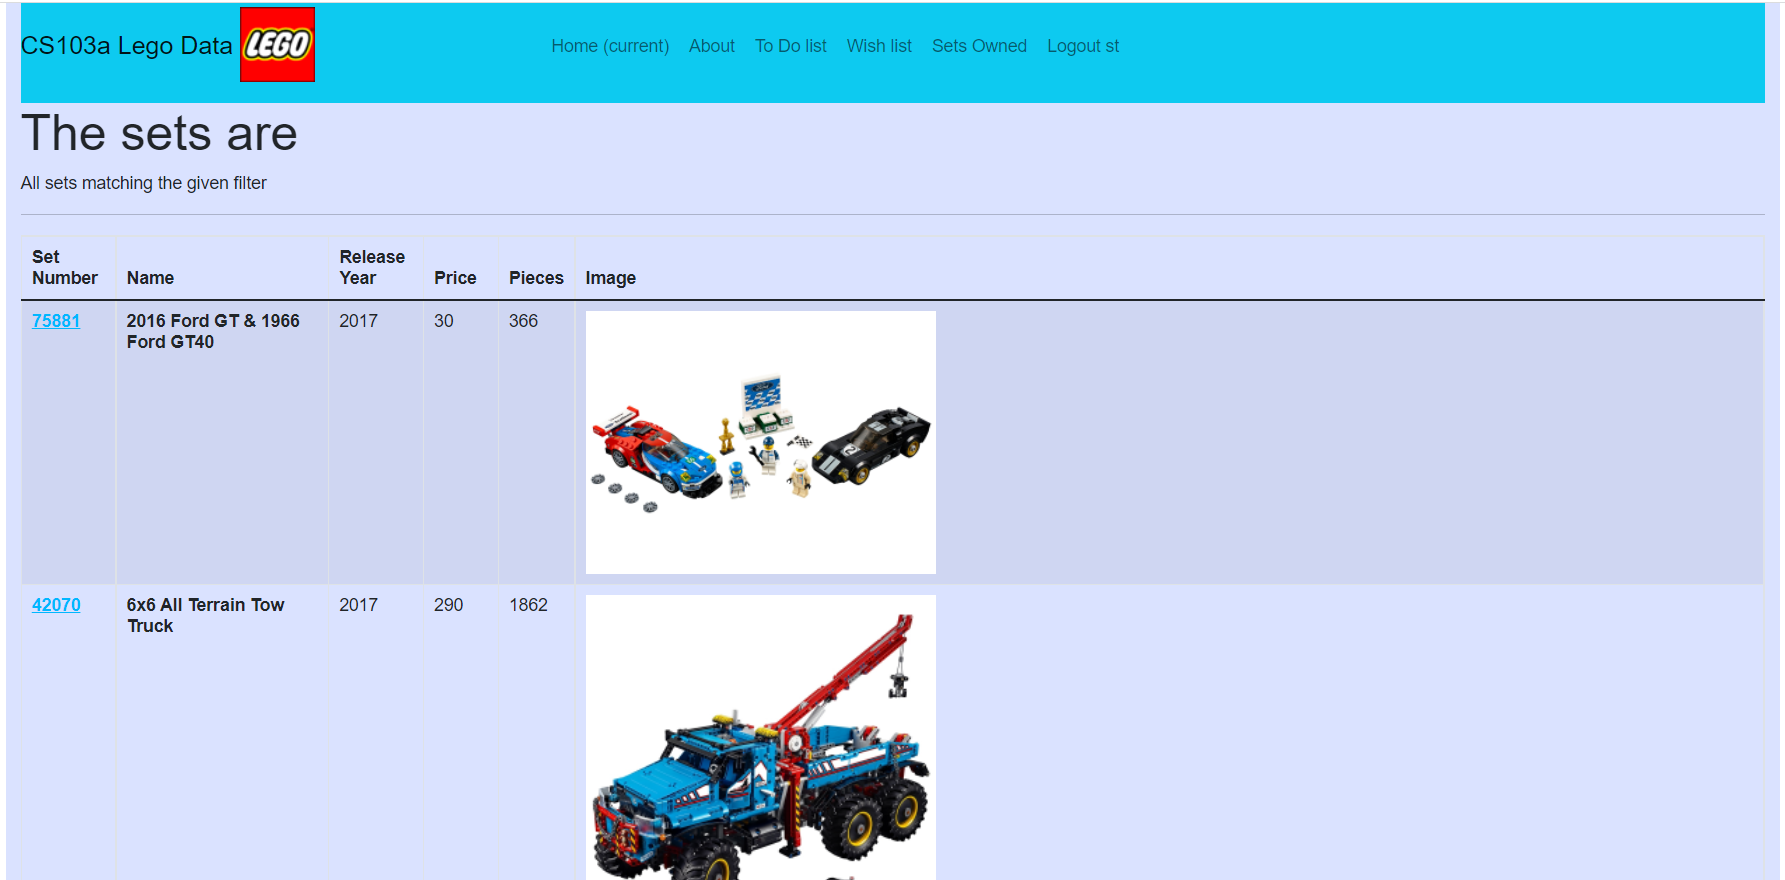 CS103a Lego Data LEGO Home (current) About To Do list Wish list Sets Owned Logout st
The sets are
All sets matching the given filter
Set Number Name Release Year Price Pieces Image
75881 2016 Ford GT & 1966 2017 30 366
Ford GT40
42070 6x6 All Terrain Tow 2017 290 1862
Truck